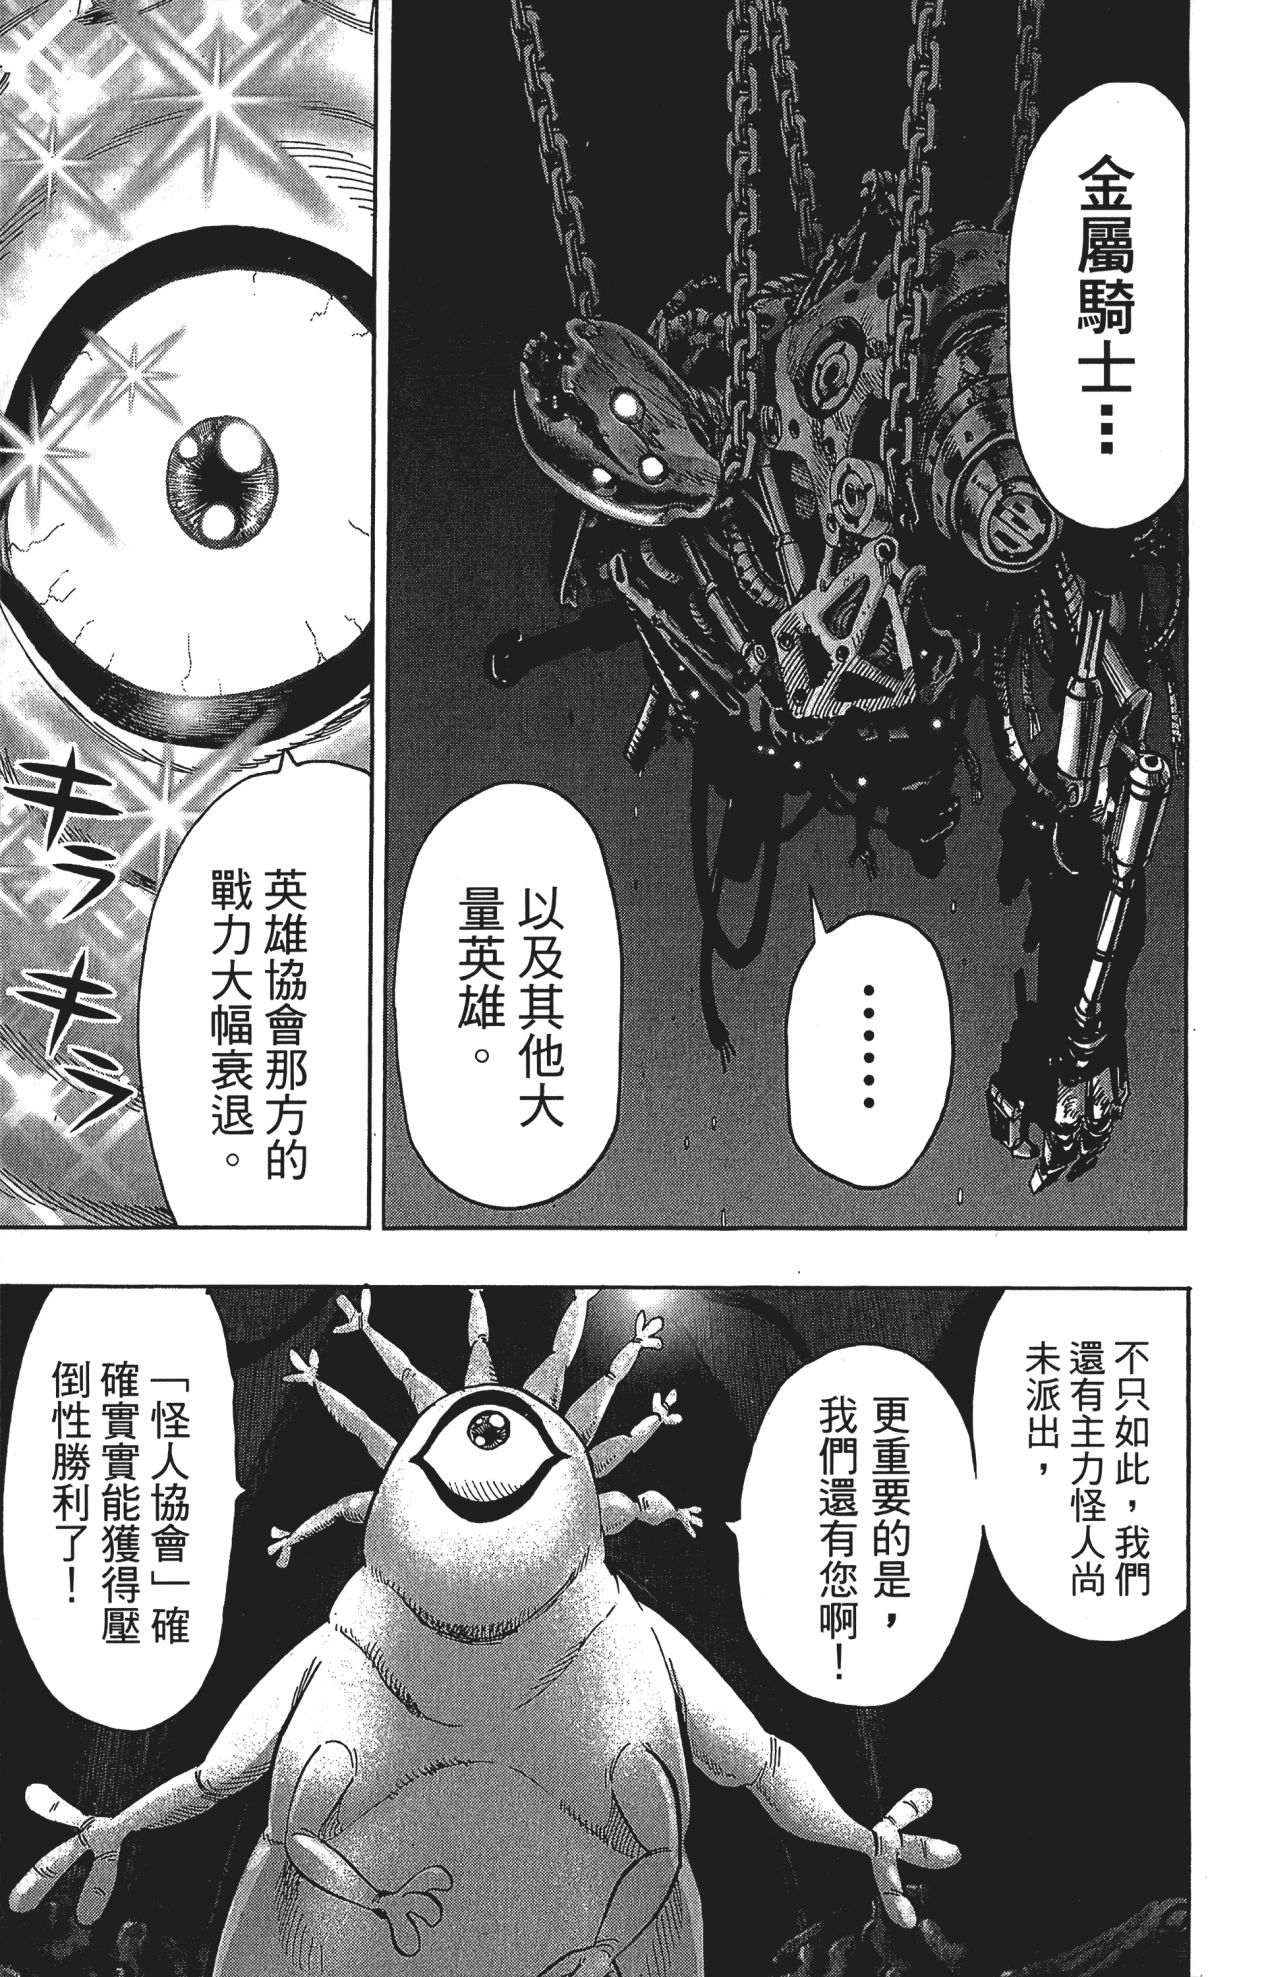 金屬騎士…
……
以及其他大
量英雄。
英雄協會那方的
戰力大幅衰退。
キラ
キラ
不只如此，我們
還有主力怪人尚
未派出，
更重要的是，
我們還有您啊！
「怪人協會」確
確實實能獲得壓
倒性勝利了！